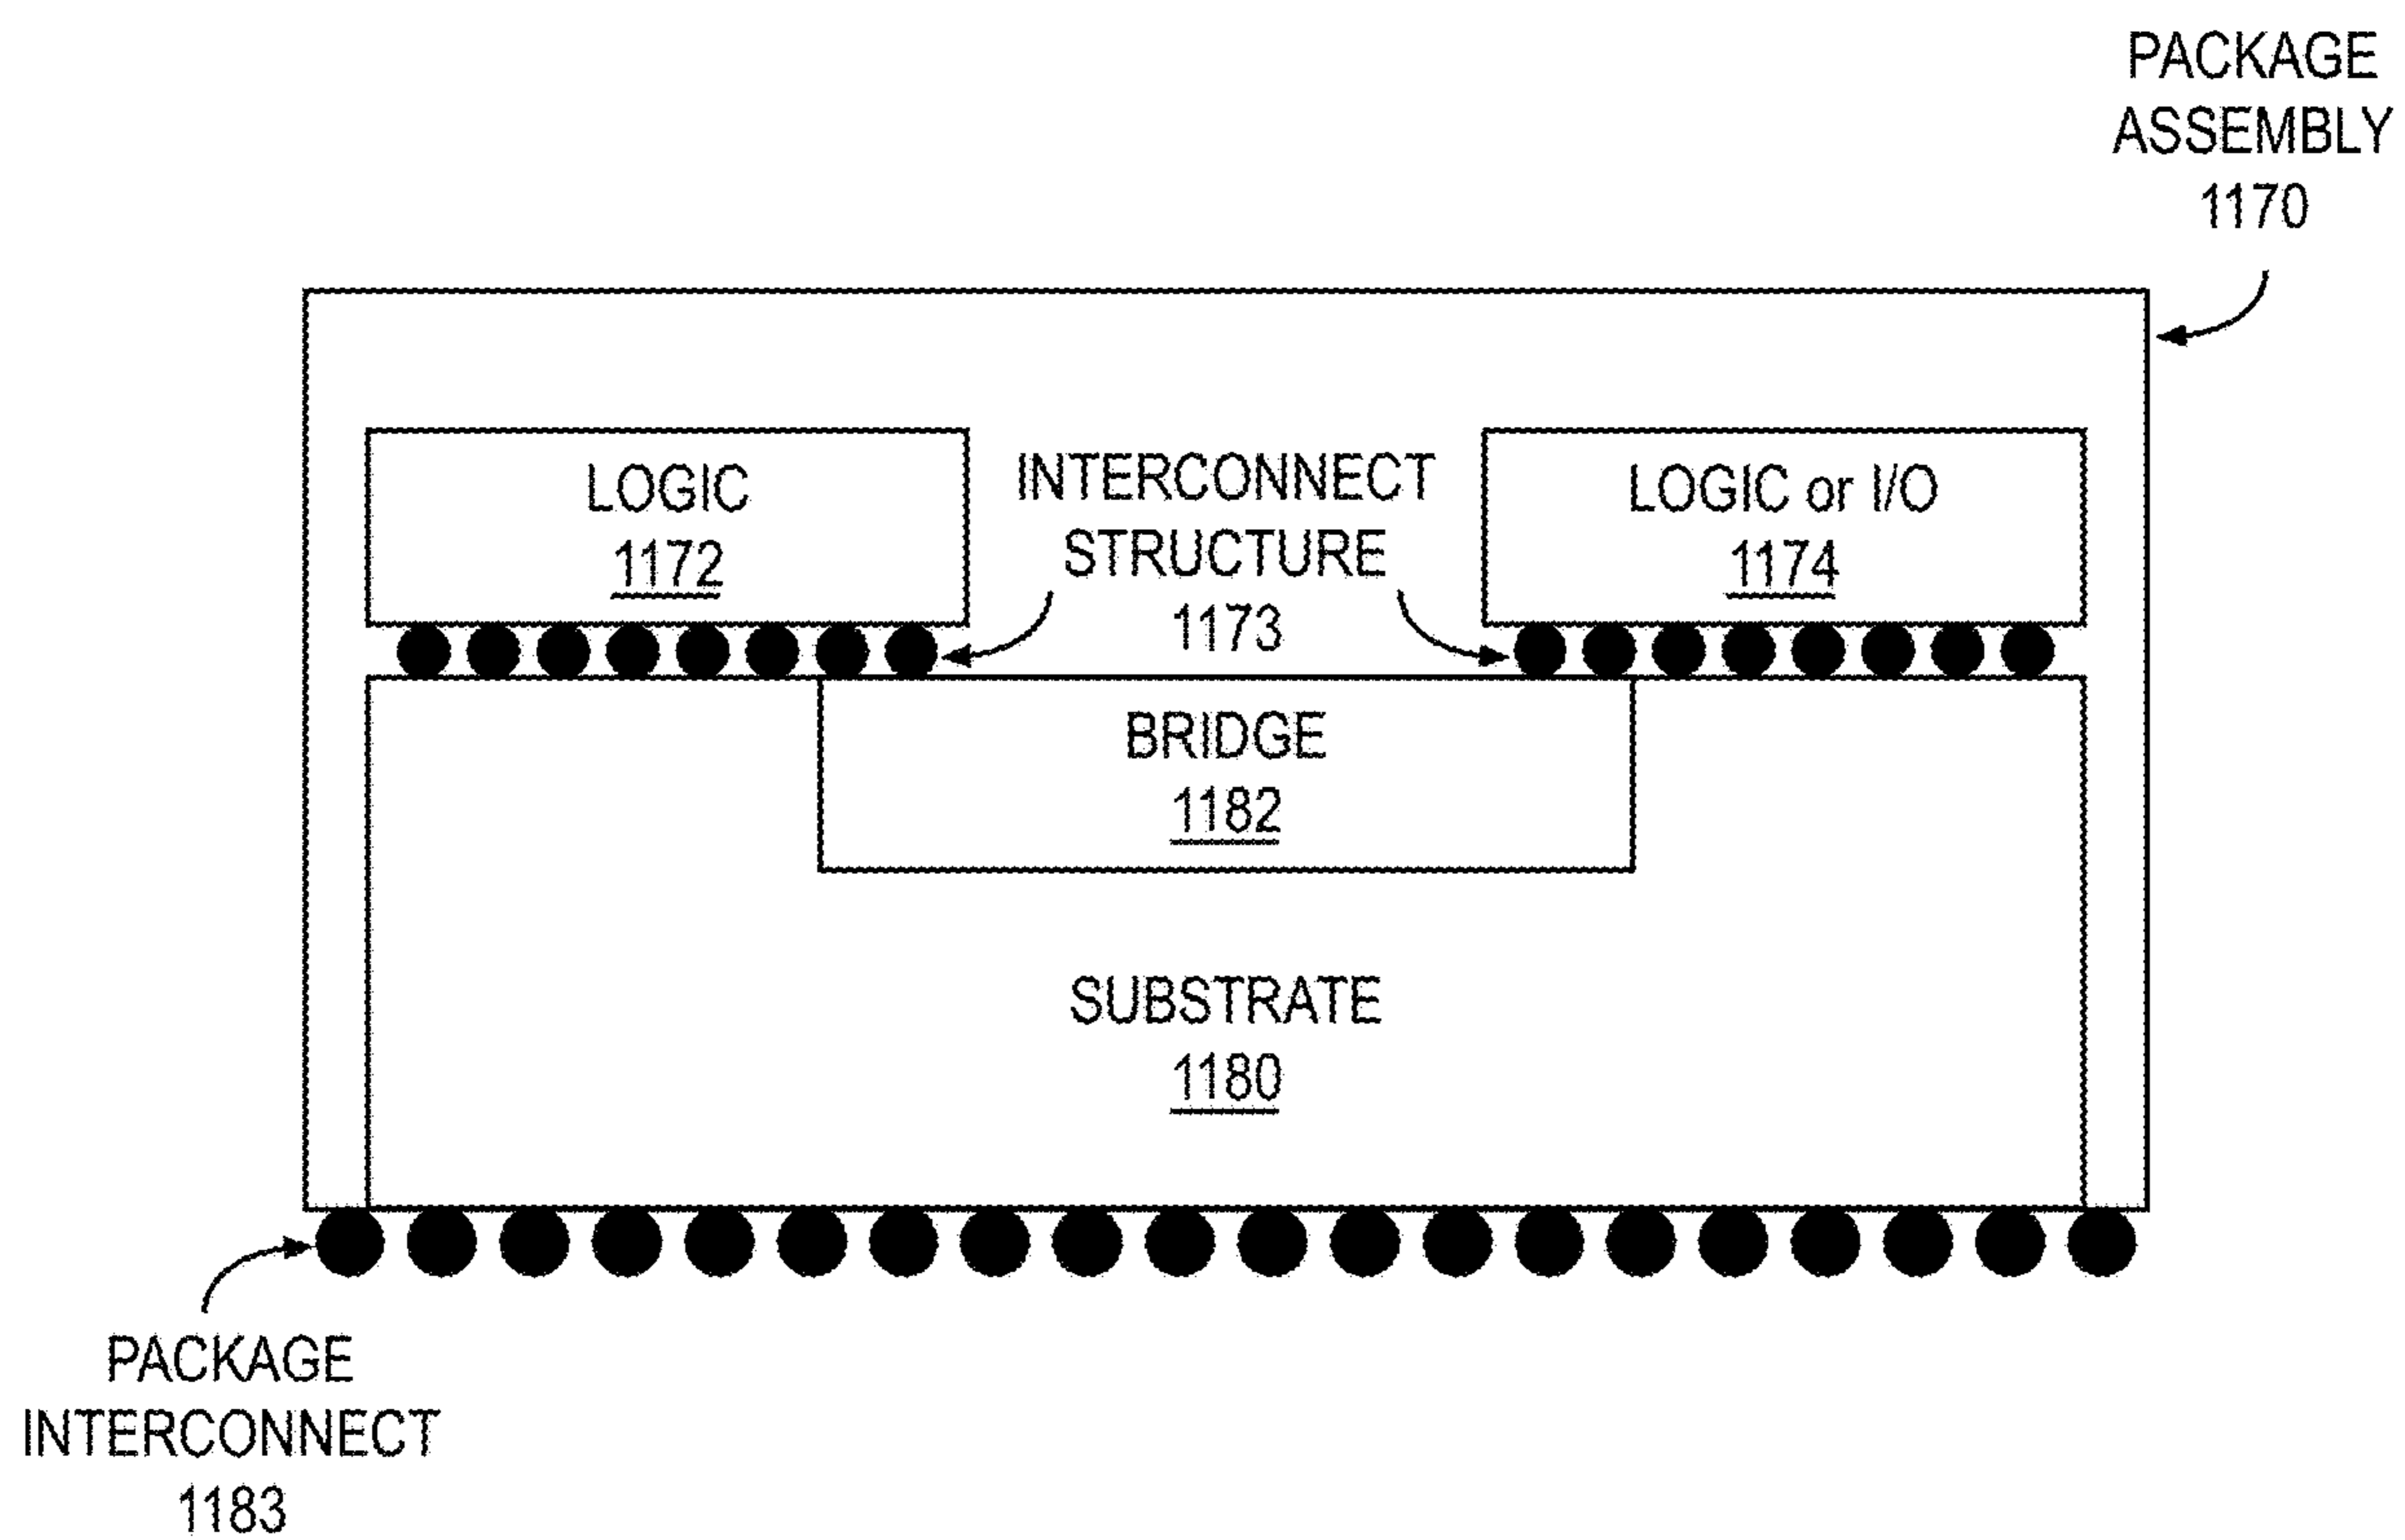 PACKAGE
ASSEMBLY
1170
LOGIC
1172
INTERCONNECT
STRUCTURE
1173
LOGIC or I/O
1174
BRIDGE
1182
SUBSTRATE
1180
PACKAGE
INTERCONNECT
1183